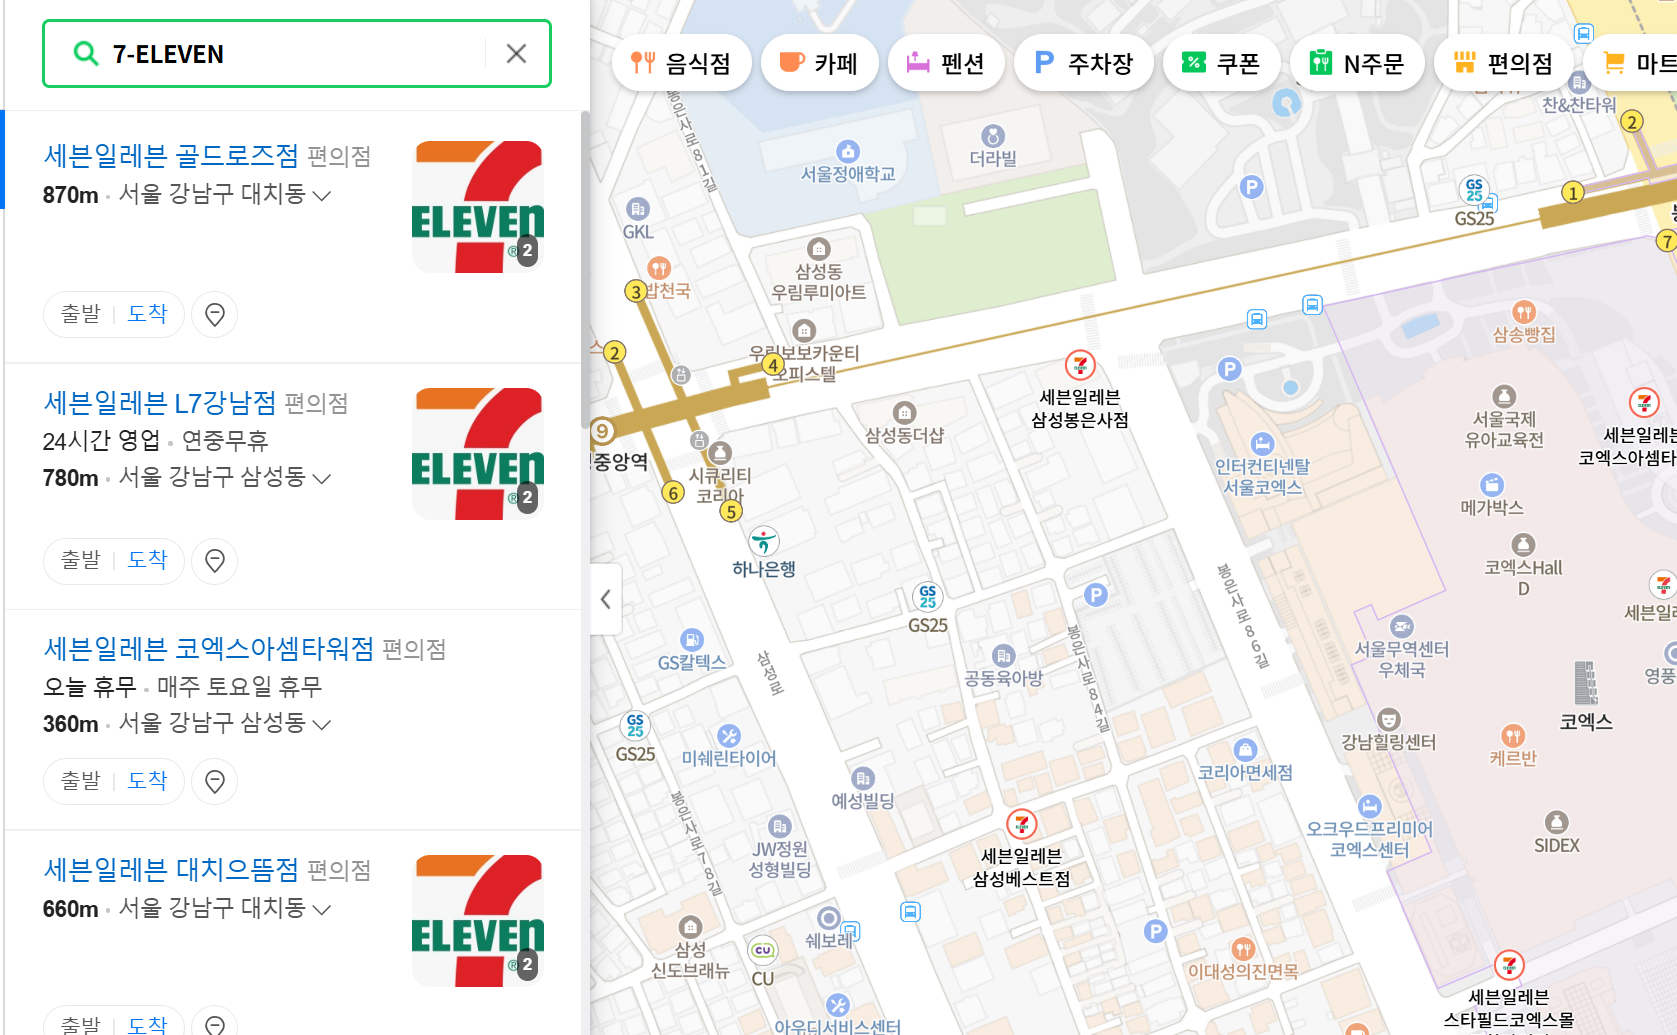 7-ELEVEN
세븐일레븐 골드로즈점 편의점
870m · 서울 강남구 대치동
2
출발 도착
세븐일레븐 L7강남점 편의점
24시간 영업 · 연중무휴
780m · 서울 강남구 삼성동
2
출발 도착
세븐일레븐 코엑스아셈타워점 편의점
오늘 휴무 · 매주 토요일 휴무
360m · 서울 강남구 삼성동
출발 도착
세븐일레븐 대치으뜸점 편의점
660m · 서울 강남구 대치동
2
출발 도착
7
ELEVEn
®
7
ELEVEn
®
7
ELEVEn
®
음식점
카페
펜션
P 주차장
쿠폰
N주문
편의점
마트
봉은사로81길
서울정애학교
더라빌
찬&찬타워
2
P
GS25
GS25
1
7
GKL
3
밥천국
삼성동
우림루미아트
2
우림보보카운티
오피스텔
4
세븐일레븐
삼성봉은사점
P
삼송빵집
9
중앙역
시큐리티
코리아
6
5
삼성동더샵
인터컨티넨탈
서울코엑스
서울국제
유아교육전
세븐일레븐
코엑스아셈타
메가박스
코엑스Hall
D
하나은행
GS25
GS25
P
봉은사로86길
세븐일레
GS칼텍스
삼성로
공동육아방
봉은사로84길
서울무역센터
우체국
영풍
코엑스
GS25
GS25
미쉐린타이어
코리아면세점
강남힐링센터
케르반
예성빌딩
봉은사로78길
JW정원
성형빌딩
세븐일레븐
삼성베스트점
오크우드프리미어
코엑스센터
SIDEX
삼성
신도브래뉴
쉐보레
CU
CU
P
이대성의진면목
아우디서비스센터
세븐일레븐
스타필드코엑스몰